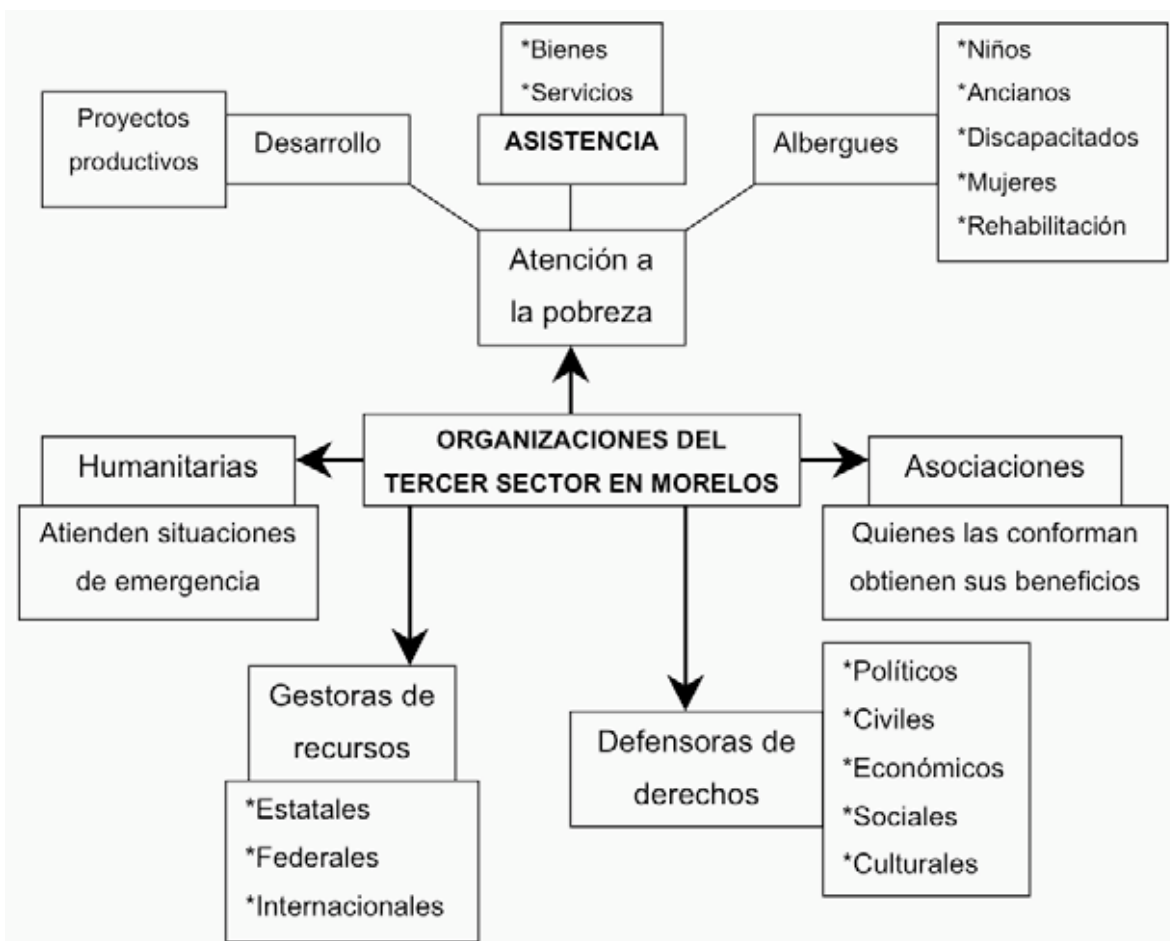 *Bienes
*Servicios
ASISTENCIA
Proyectos
productivos
Desarrollo
Albergues
*Niños
*Ancianos
*Discapacitados
*Mujeres
*Rehabilitación
Atención a
la pobreza
ORGANIZACIONES DEL
TERCER SECTOR EN MORELOS
Humanitarias
Atienden situaciones
de emergencia
Asociaciones
Quienes las conforman
obtienen sus beneficios
Gestoras de
recursos
*Estatales
*Federales
*Internacionales
Defensoras de
derechos
*Políticos
*Civiles
*Económicos
*Sociales
*Culturales